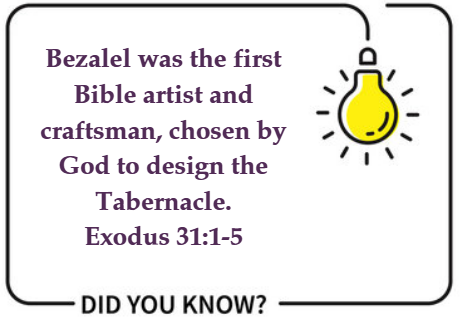 Bezalel was the first
Bible artist and
craftsman, chosen by
God to design the
Tabernacle.
Exodus 31:1-5
DID YOU KNOW?